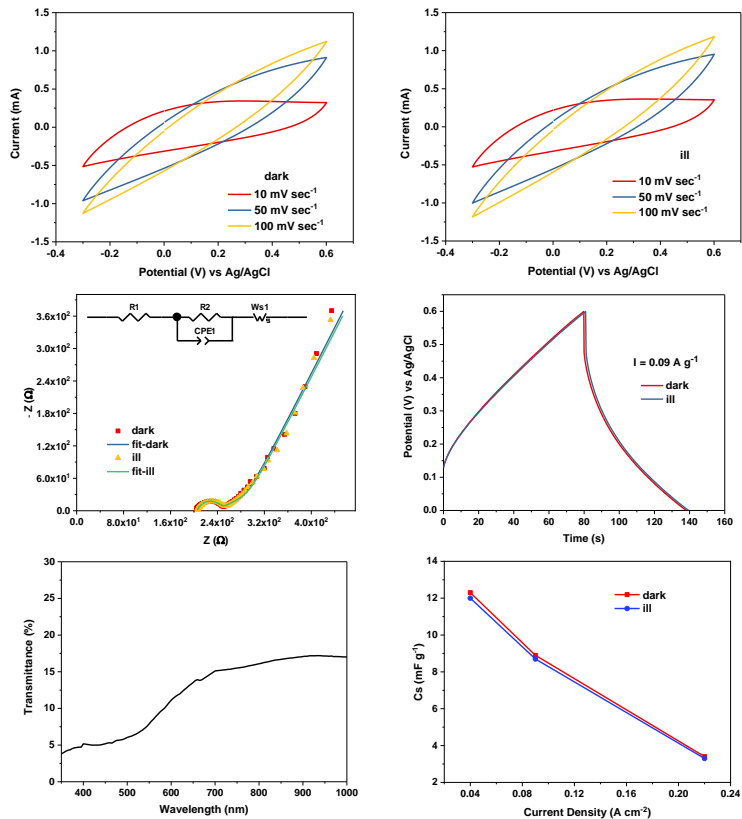 1.5
1.0
0.5
0.0
-0.5
-1.0
-1.5
Current (mA)
dark
10 mV sec⁻¹
50 mV sec⁻¹
100 mV sec⁻¹
-0.4 -0.2 0.0 0.2 0.4 0.6
Potential (V) vs Ag/AgCl
1.5
1.0
0.5
0.0
-0.5
-1.0
-1.5
Current (mA)
ill
10 mV sec⁻¹
50 mV sec⁻¹
100 mV sec⁻¹
-0.4 -0.2 0.0 0.2 0.4 0.6
Potential (V) vs Ag/AgCl
3.6x10²
3.0x10²
2.4x10²
1.8x10²
1.2x10²
6.0x10¹
0.0
- Z (Ω)
R1 R2 Ws1
CPE1
s
dark
fit-dark
ill
fit-ill
0.0 8.0x10¹ 1.6x10² 2.4x10² 3.2x10² 4.0x10²
Z (Ω)
0.6
0.5
0.4
0.3
0.2
0.1
0.0
Potential (V) vs Ag/AgCl
I = 0.09 A g⁻¹
dark
ill
0 20 40 60 80 100 120 140 160
Time (s)
30
25
20
15
10
5
0
Transmittance (%)
400 500 600 700 800 900 1000
Wavelength (nm)
14
12
10
8
6
4
2
Cs (mF g⁻¹)
dark
ill
0.04 0.08 0.12 0.16 0.20 0.24
Current Density (A cm⁻²)